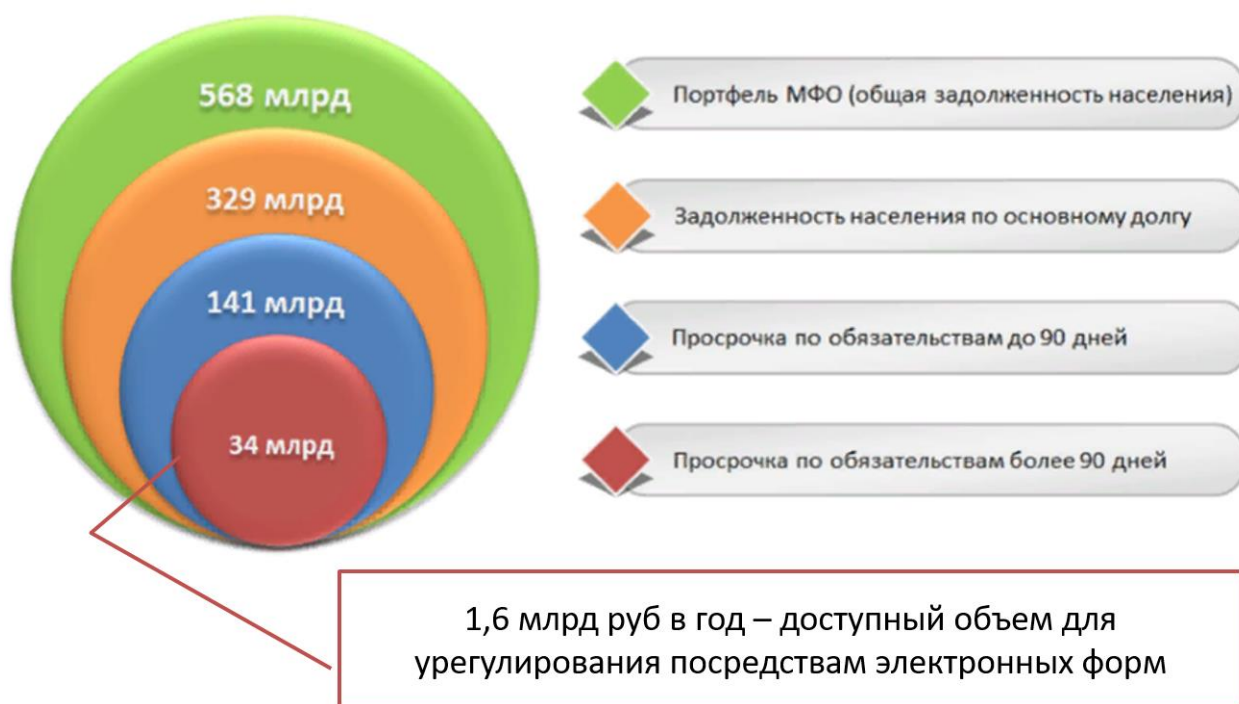 568 млрд
329 млрд
141 млрд
34 млрд
Портфель МФО (общая задолженность населения)
Задолженность населения по основному долгу
Просрочка по обязательствам до 90 дней
Просрочка по обязательствам более 90 дней
1,6 млрд руб в год – доступный объем для
урегулирования посредствам электронных форм